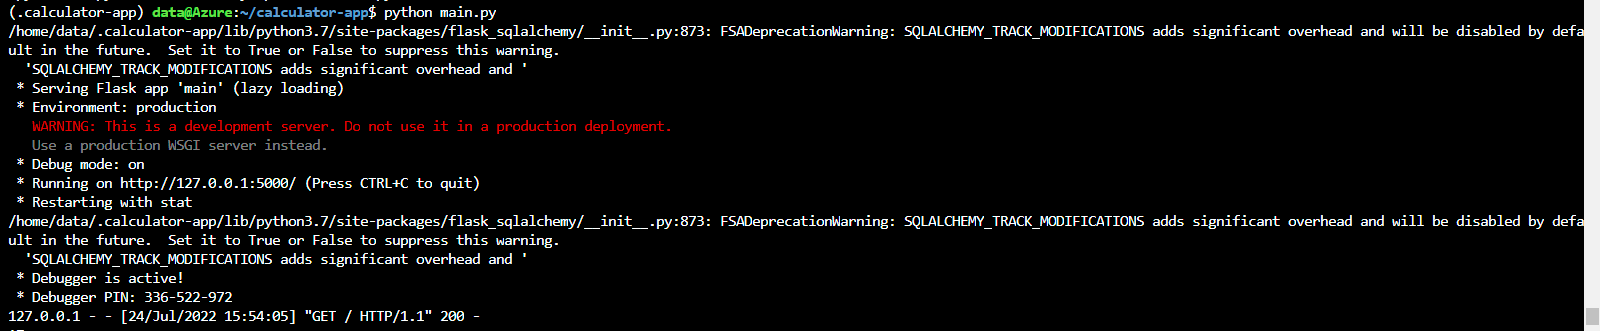 (.calculator-app) data@Azure:~/calculator-app$ python main.py
/home/data/.calculator-app/lib/python3.7/site-packages/flask_sqlalchemy/__init__.py:873: FSADeprecationWarning: SQLALCHEMY_TRACK_MODIFICATIONS adds significant overhead and will be disabled by defa
ult in the future.  Set it to True or False to suppress this warning.
  'SQLALCHEMY_TRACK_MODIFICATIONS adds significant overhead and '
 * Serving Flask app 'main' (lazy loading)
 * Environment: production
   WARNING: This is a development server. Do not use it in a production deployment.
   Use a production WSGI server instead.
 * Debug mode: on
 * Running on http://127.0.0.1:5000/ (Press CTRL+C to quit)
 * Restarting with stat
/home/data/.calculator-app/lib/python3.7/site-packages/flask_sqlalchemy/__init__.py:873: FSADeprecationWarning: SQLALCHEMY_TRACK_MODIFICATIONS adds significant overhead and will be disabled by defa
ult in the future.  Set it to True or False to suppress this warning.
  'SQLALCHEMY_TRACK_MODIFICATIONS adds significant overhead and '
 * Debugger is active!
 * Debugger PIN: 336-522-972
127.0.0.1 - - [24/Jul/2022 15:54:05] "GET / HTTP/1.1" 200 -